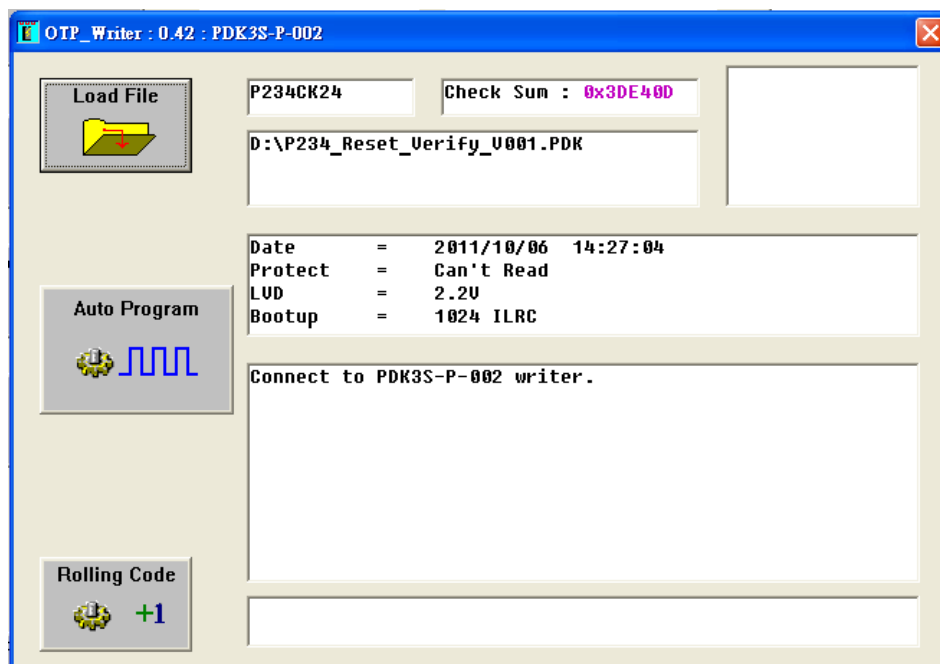 OTP_Writer : 0.42 : PDK3S-P-002
Load File
P234CK24
Check Sum : 0x3DE40D
D:\P234_Reset_Verify_V001.PDK
Date = 2011/10/06 14:27:04
Protect = Can't Read
LVD = 2.2V
Bootup = 1024 ILRC
Auto Program
Connect to PDK3S-P-002 writer.
Rolling Code
+1